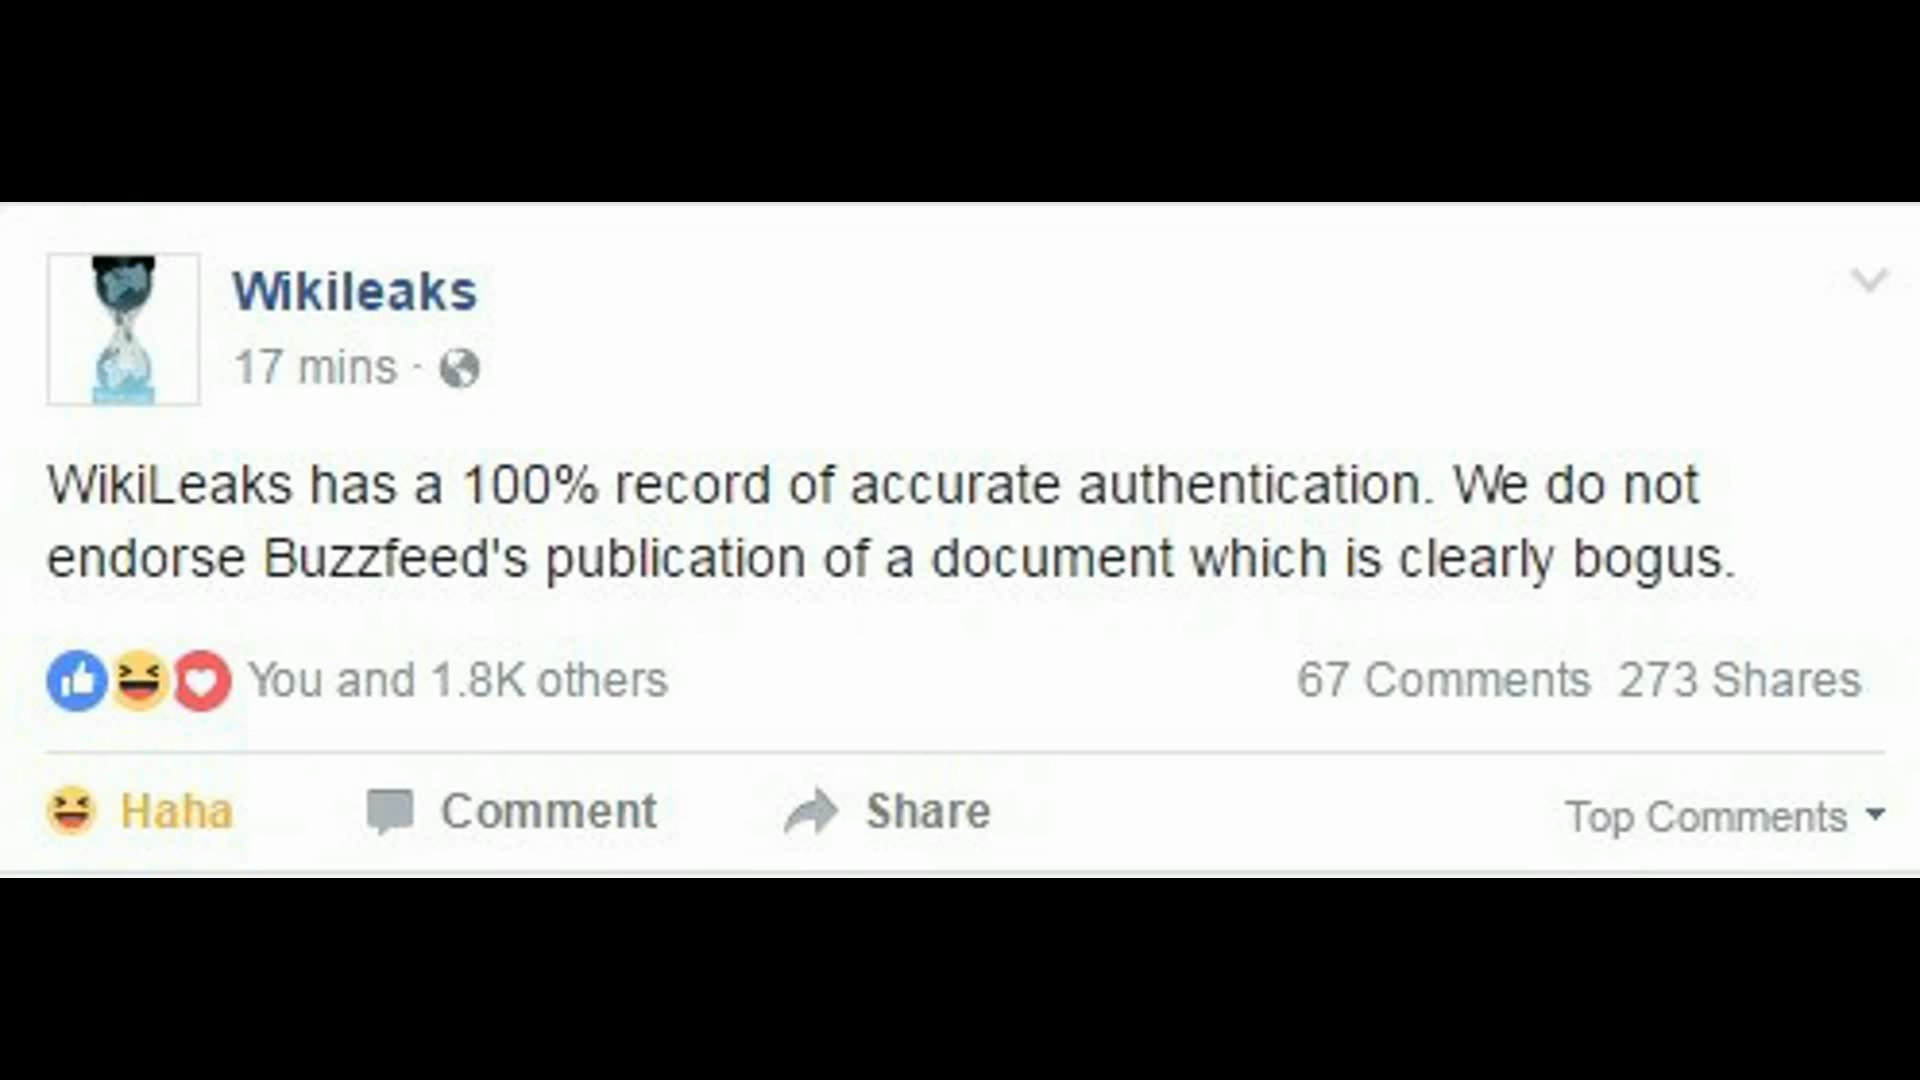 Wikileaks
17 mins ·
WikiLeaks has a 100% record of accurate authentication. We do not
endorse Buzzfeed's publication of a document which is clearly bogus.
You and 1.8K others 67 Comments 273 Shares
Haha Comment Share Top Comments